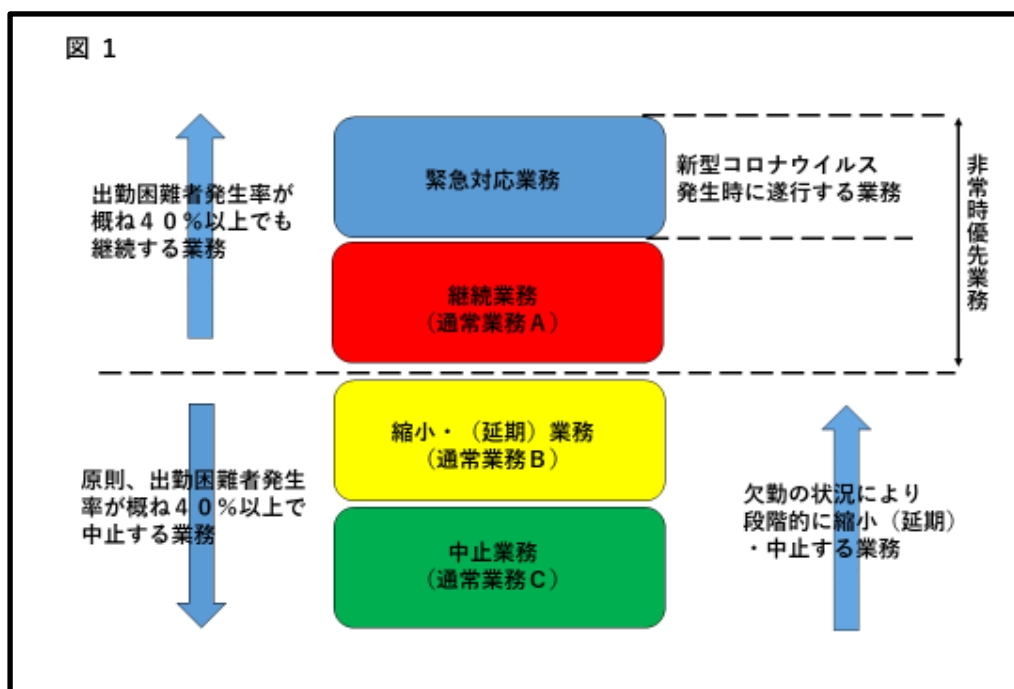 図 1
緊急対応業務
新型コロナウイルス
発生時に遂行する業務
非常時優先業務
出勤困難者発生率が
概ね４０％以上でも
継続する業務
継続業務
（通常業務Ａ）
縮小・（延期）業務
（通常業務Ｂ）
原則、出勤困難者発生
率が概ね４０％以上で
中止する業務
欠勤の状況により
段階的に縮小（延期）
・中止する業務
中止業務
（通常業務Ｃ）